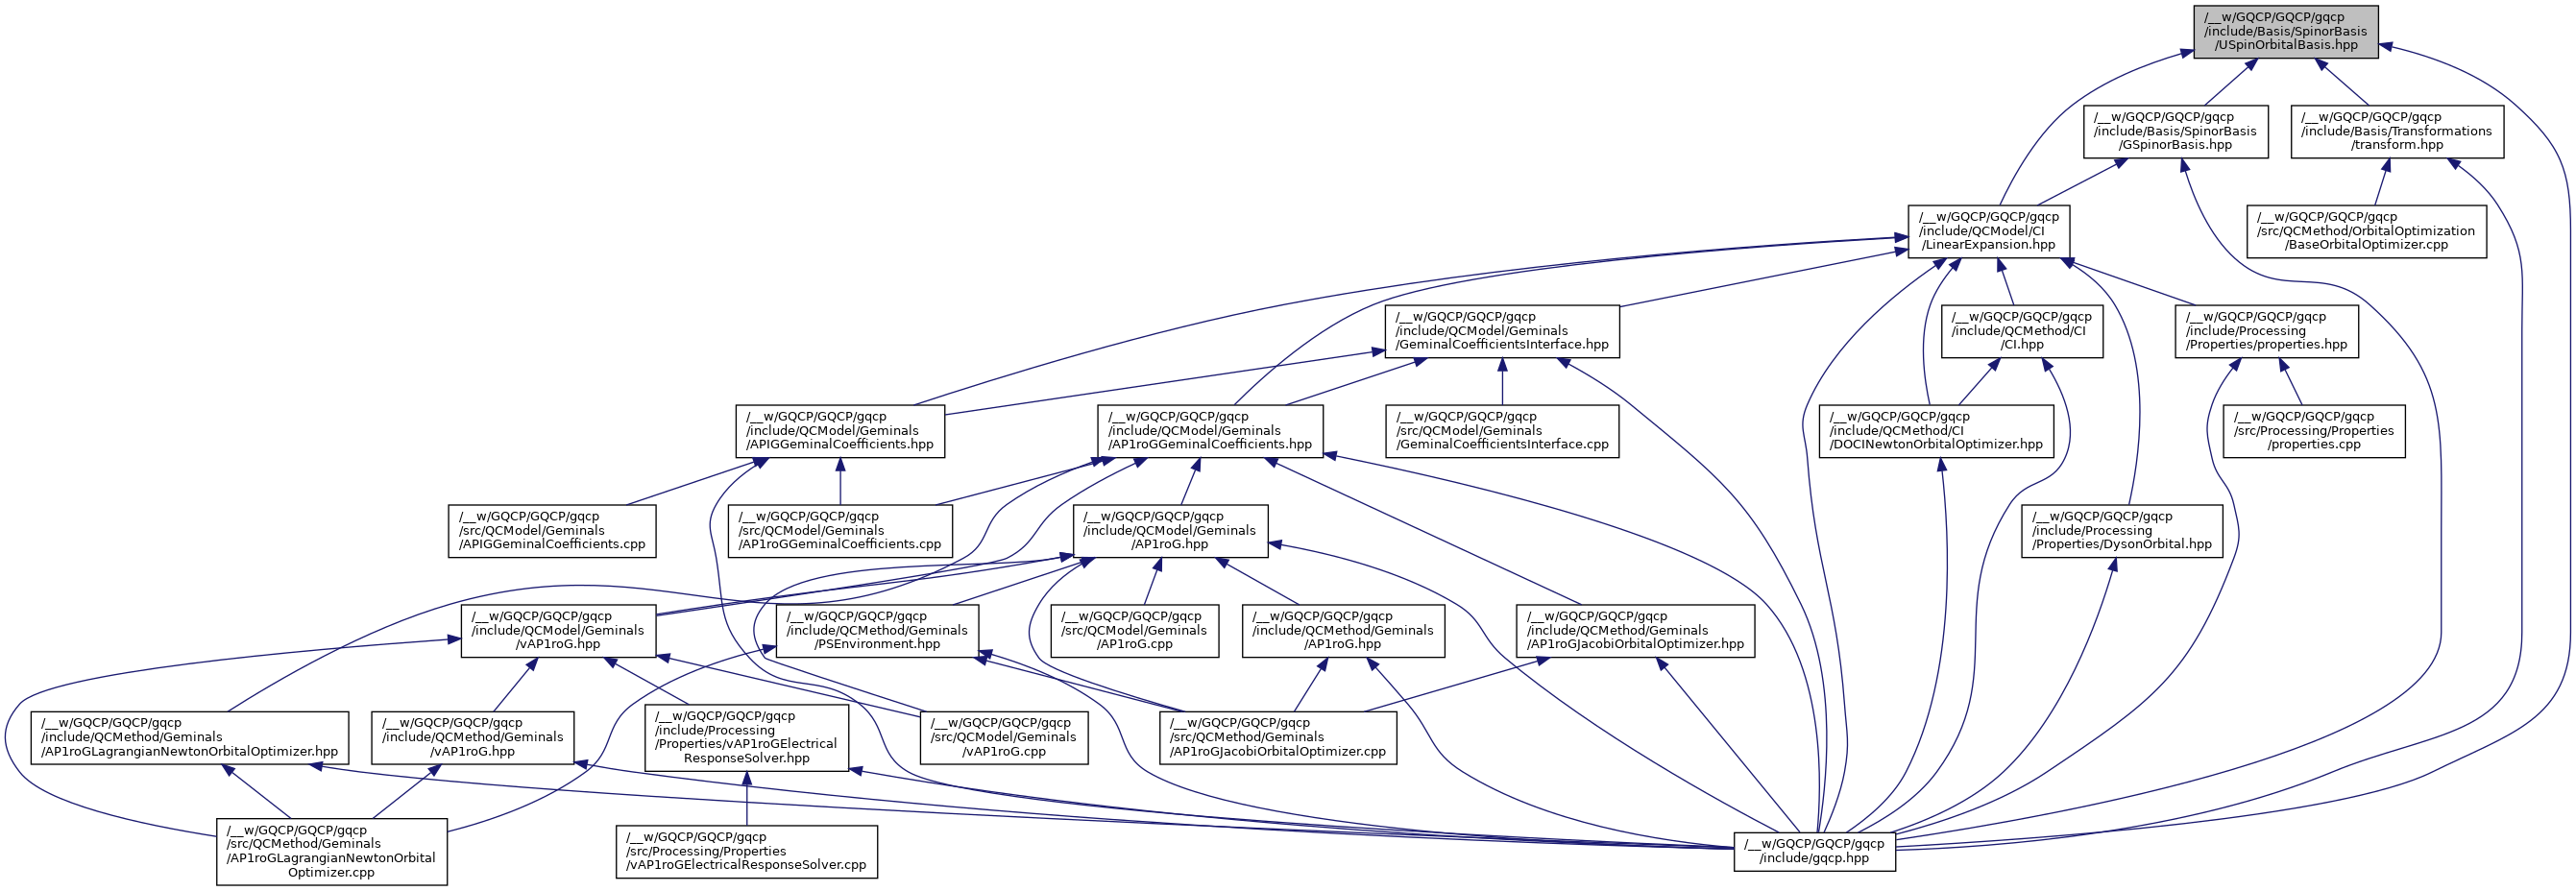 /__w/GQCP/GQCP/gqcp
/include/Basis/SpinorBasis
/USpinOrbitalBasis.hpp
/__w/GQCP/GQCP/gqcp
/include/Basis/SpinorBasis
/GSpinorBasis.hpp
/__w/GQCP/GQCP/gqcp
/include/Basis/Transformations
/transform.hpp
/__w/GQCP/GQCP/gqcp
/include/QCModel/CI
/LinearExpansion.hpp
/__w/GQCP/GQCP/gqcp
/src/QCMethod/OrbitalOptimization
/BaseOrbitalOptimizer.cpp
/__w/GQCP/GQCP/gqcp
/include/QCModel/Geminals
/GeminalCoefficientsInterface.hpp
/__w/GQCP/GQCP/gqcp
/include/QCMethod/CI
/CI.hpp
/__w/GQCP/GQCP/gqcp
/include/Processing
/Properties/properties.hpp
/__w/GQCP/GQCP/gqcp
/include/QCModel/Geminals
/APIGGeminalCoefficients.hpp
/__w/GQCP/GQCP/gqcp
/include/QCModel/Geminals
/AP1roGGeminalCoefficients.hpp
/__w/GQCP/GQCP/gqcp
/src/QCModel/Geminals
/GeminalCoefficientsInterface.cpp
/__w/GQCP/GQCP/gqcp
/include/QCMethod/CI
/DOCINewtonOrbitalOptimizer.hpp
/__w/GQCP/GQCP/gqcp
/src/Processing/Properties
/properties.cpp
/__w/GQCP/GQCP/gqcp
/src/QCModel/Geminals
/APIGGeminalCoefficients.cpp
/__w/GQCP/GQCP/gqcp
/src/QCModel/Geminals
/AP1roGGeminalCoefficients.cpp
/__w/GQCP/GQCP/gqcp
/include/QCModel/Geminals
/AP1roG.hpp
/__w/GQCP/GQCP/gqcp
/include/Processing
/Properties/DysonOrbital.hpp
/__w/GQCP/GQCP/gqcp
/include/QCModel/Geminals
/vAP1roG.hpp
/__w/GQCP/GQCP/gqcp
/include/QCMethod/Geminals
/PSEnvironment.hpp
/__w/GQCP/GQCP/gqcp
/src/QCModel/Geminals
/AP1roG.cpp
/__w/GQCP/GQCP/gqcp
/include/QCMethod/Geminals
/AP1roG.hpp
/__w/GQCP/GQCP/gqcp
/include/QCMethod/Geminals
/AP1roGJacobiOrbitalOptimizer.hpp
/__w/GQCP/GQCP/gqcp
/include/QCMethod/Geminals
/AP1roGLagrangianNewtonOrbitalOptimizer.hpp
/__w/GQCP/GQCP/gqcp
/include/QCMethod/Geminals
/vAP1roG.hpp
/__w/GQCP/GQCP/gqcp
/include/Processing
/Properties/vAP1roGElectrical
ResponseSolver.hpp
/__w/GQCP/GQCP/gqcp
/src/QCModel/Geminals
/vAP1roG.cpp
/__w/GQCP/GQCP/gqcp
/src/QCMethod/Geminals
/AP1roGJacobiOrbitalOptimizer.cpp
/__w/GQCP/GQCP/gqcp
/src/QCMethod/Geminals
/AP1roGLagrangianNewtonOrbital
Optimizer.cpp
/__w/GQCP/GQCP/gqcp
/src/Processing/Properties
/vAP1roGElectricalResponseSolver.cpp
/__w/GQCP/GQCP/gqcp
/include/gqcp.hpp